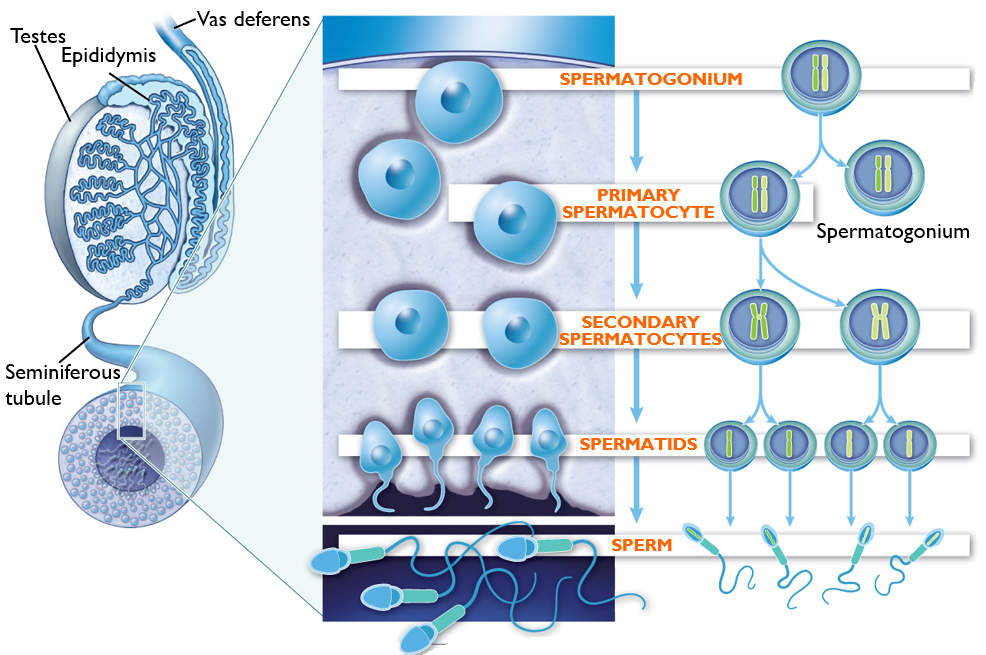 Vas deferens
Testes
Epididymis
SPERMATOGONIUM
PRIMARY
SPERMATOCYTE
Spermatogonium
SECONDARY
SPERMATOCYTES
Seminiferous
tubule
SPERMATIDS
SPERM